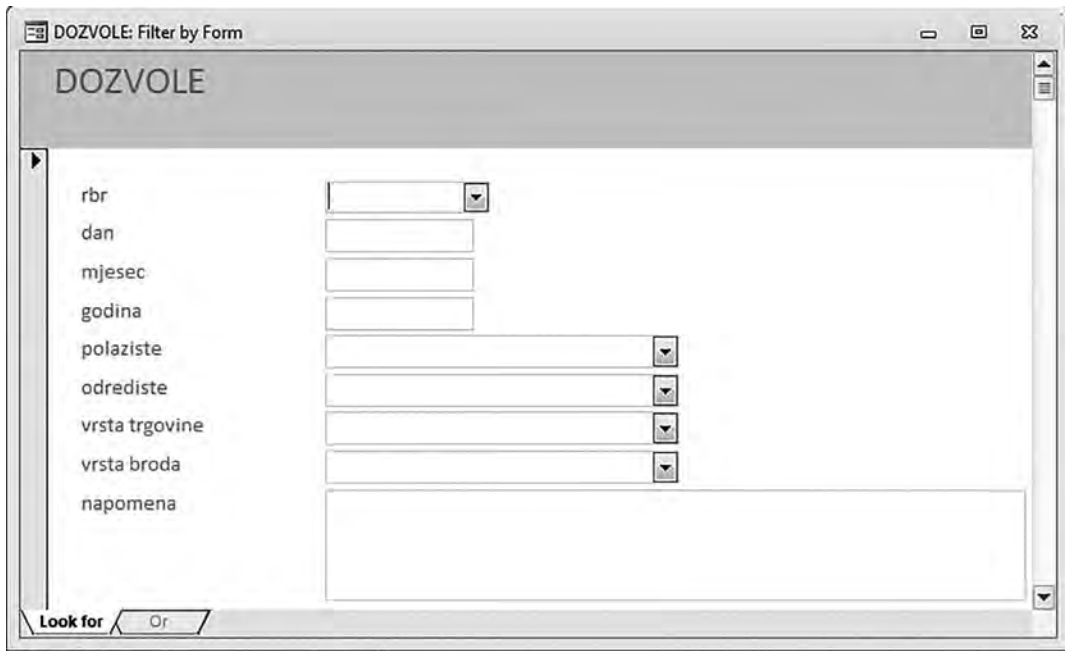 DOZVOLE: Filter by Form
DOZVOLE
rbr
dan
mjesec
godina
polaziste
odrediste
vrsta trgovine
vrsta broda
napomena
Look for Or